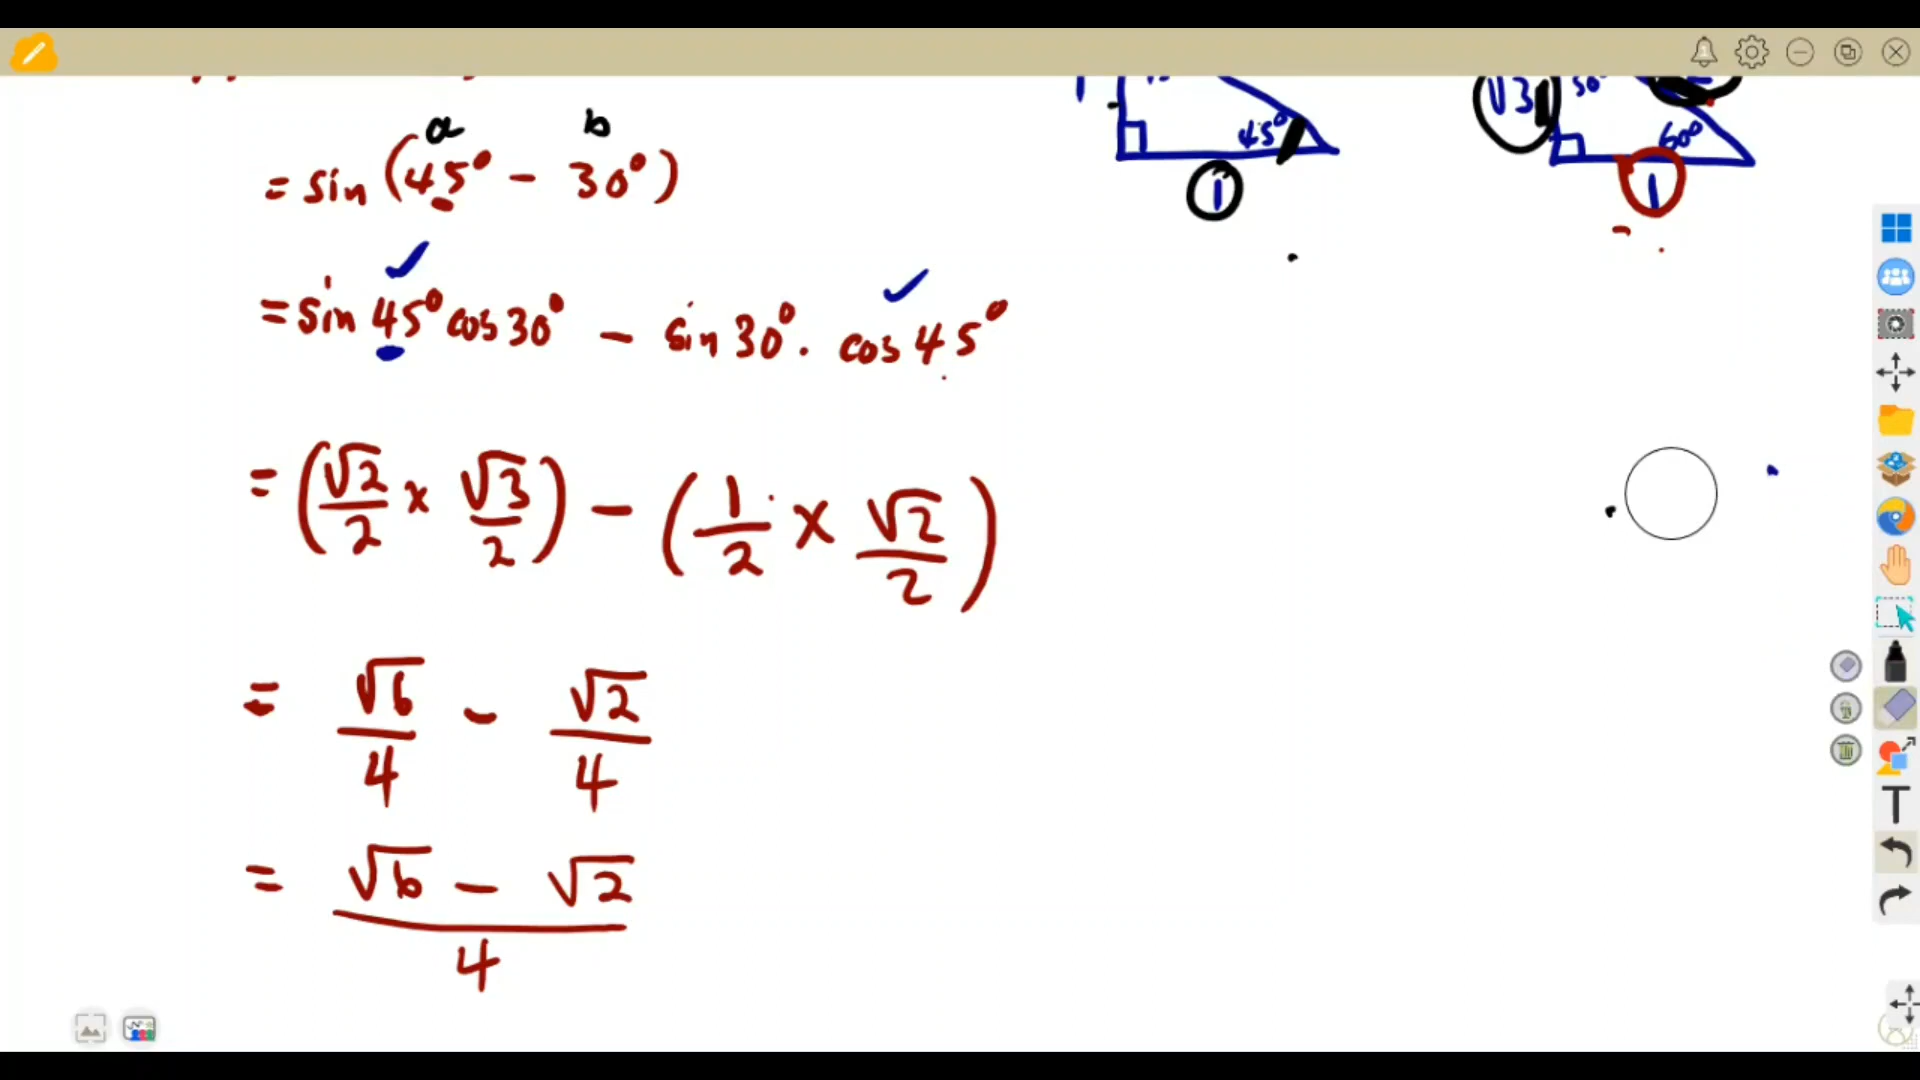 a b
= sin (45° - 30°)
= sin 45° cos 30° - sin 30° . cos 45°
= (√2/2 x √3/2) - (1/2 x √2/2)
= √6/4 - √2/4
= (√6 - √2)/4
1
45°
1
√3
30°
60°
1
T